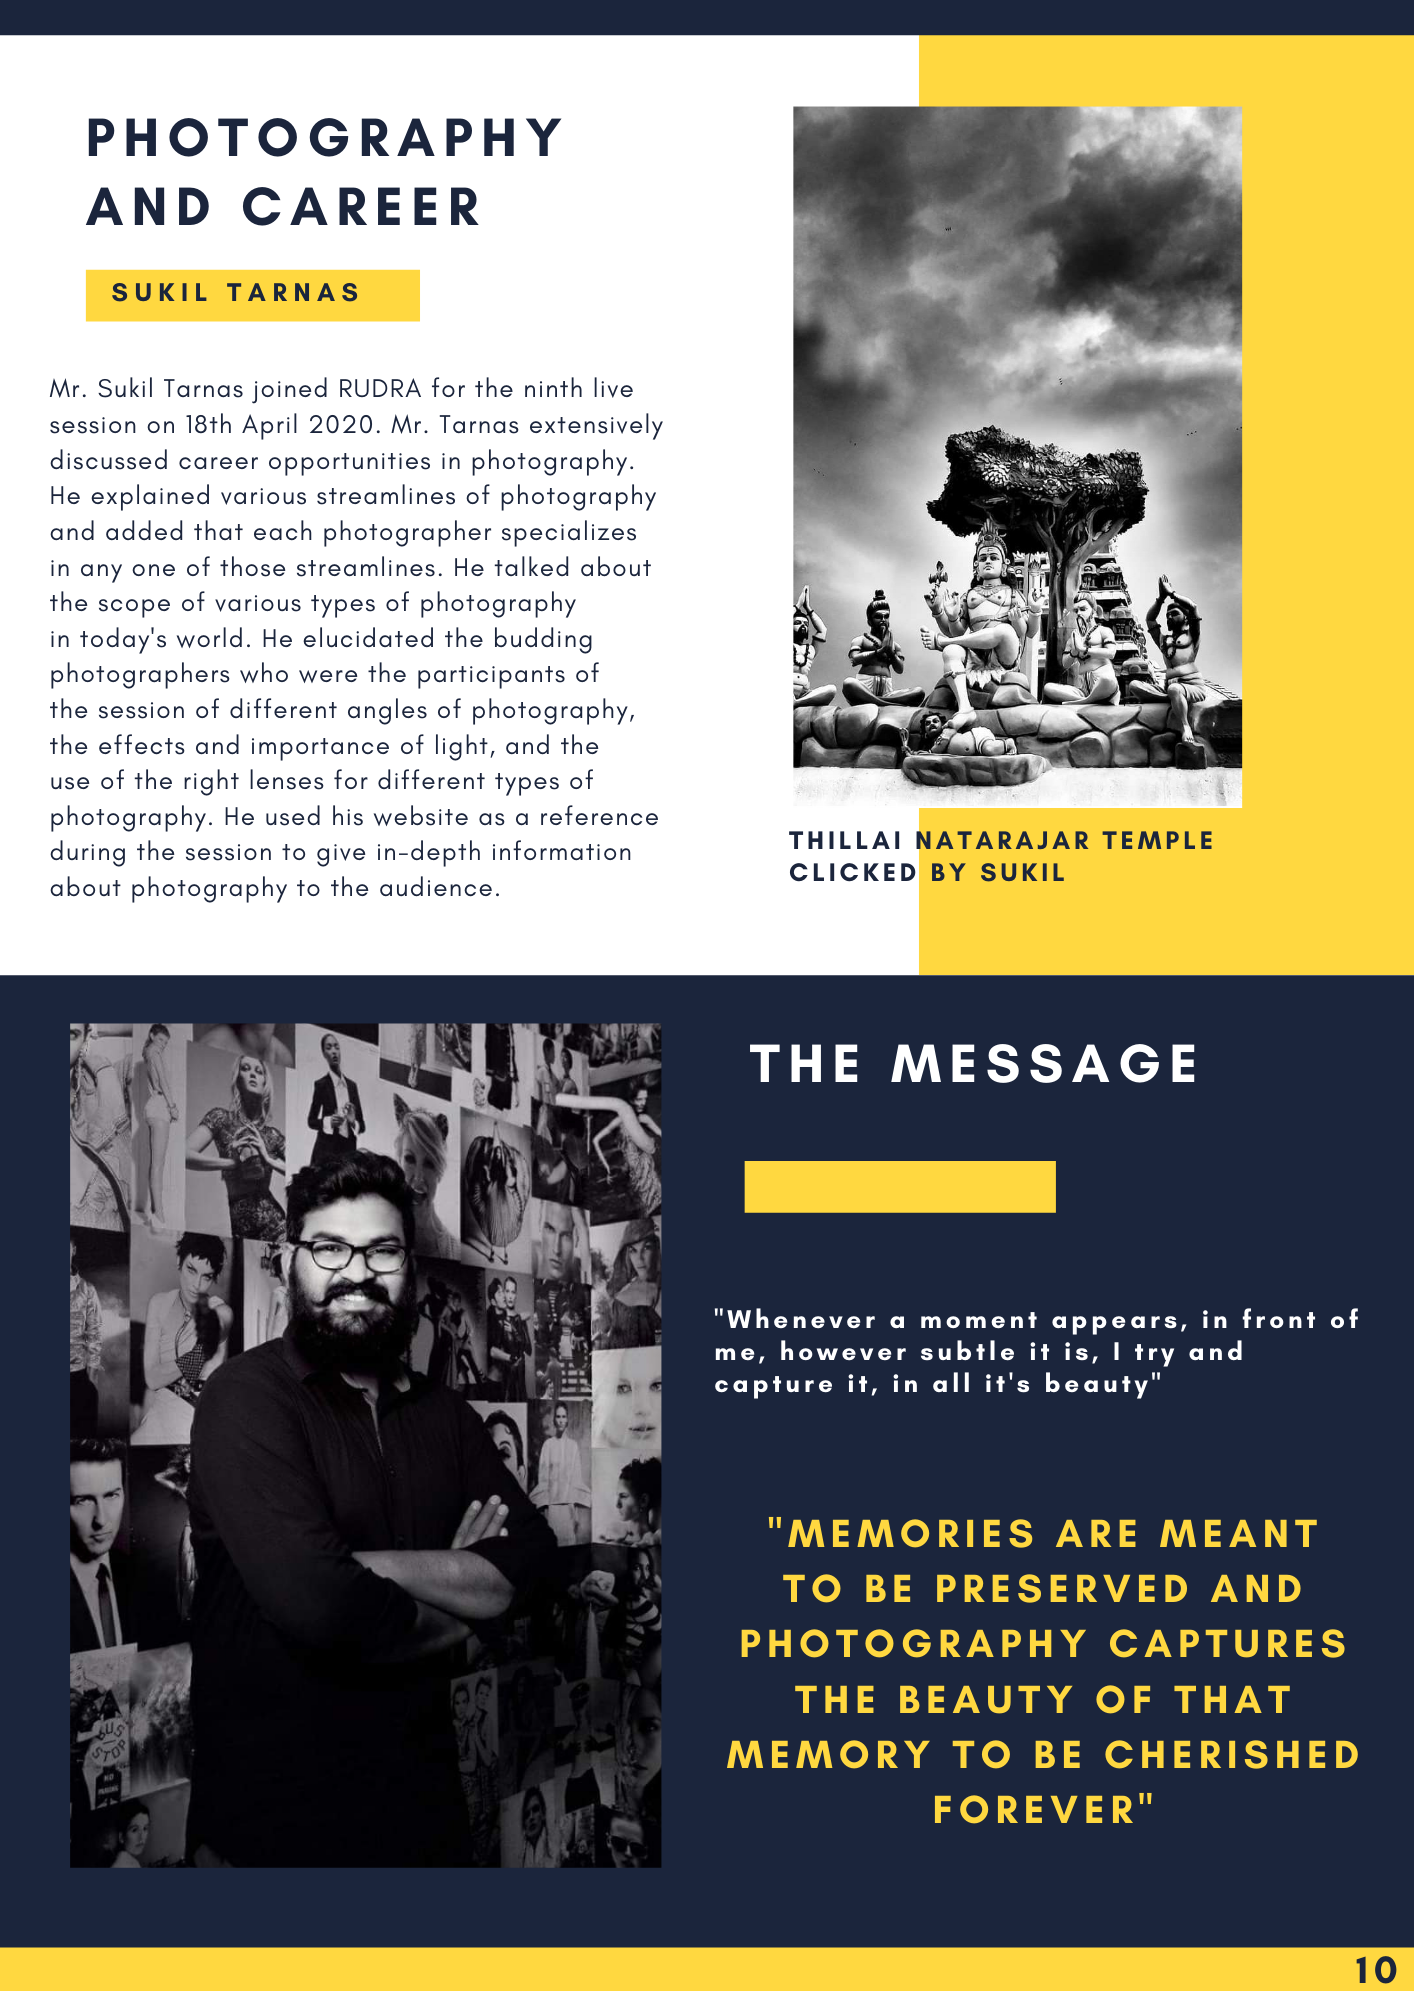 PHOTOGRAPHY
AND CAREER
SUKIL TARNAS
Mr. Sukil Tarnas joined RUDRA for the ninth live
session on 18th April 2020. Mr. Tarnas extensively
discussed career opportunities in photography.
He explained various streamlines of photography
and added that each photographer specializes
in any one of those streamlines. He talked about
the scope of various types of photography
in today's world. He elucidated the budding
photographers who were the participants of
the session of different angles of photography,
the effects and importance of light, and the
use of the right lenses for different types of
photography. He used his website as a reference
during the session to give in-depth information
about photography to the audience.
THILLAI NATARAJAR TEMPLE
CLICKED BY SUKIL
THE MESSAGE
"Whenever a moment appears, in front of
me, however subtle it is, I try and
capture it, in all it's beauty"
"MEMORIES ARE MEANT
TO BE PRESERVED AND
PHOTOGRAPHY CAPTURES
THE BEAUTY OF THAT
MEMORY TO BE CHERISHED
FOREVER"
BUS
STOP
NO
PARKING
10